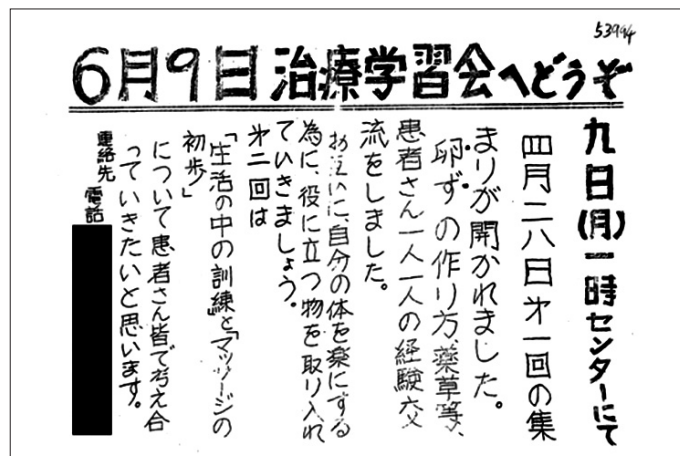 53994
6月9日 治療学習会へどうぞ
九日(月)一時センターにて
四月二八日才一回の集
まりが開かれました。
卵ずの作り方、薬草等、
患者さん一人一人の経験交
流をしました。
お互いに自分の体を楽にする
為に、役に立つ物を取り入れ
ていきましょう。
才二回は
「生活の中の訓練」と「マッサージの
初歩」
について患者さん皆で考え合
っていきたいと思います。
連絡先 電話